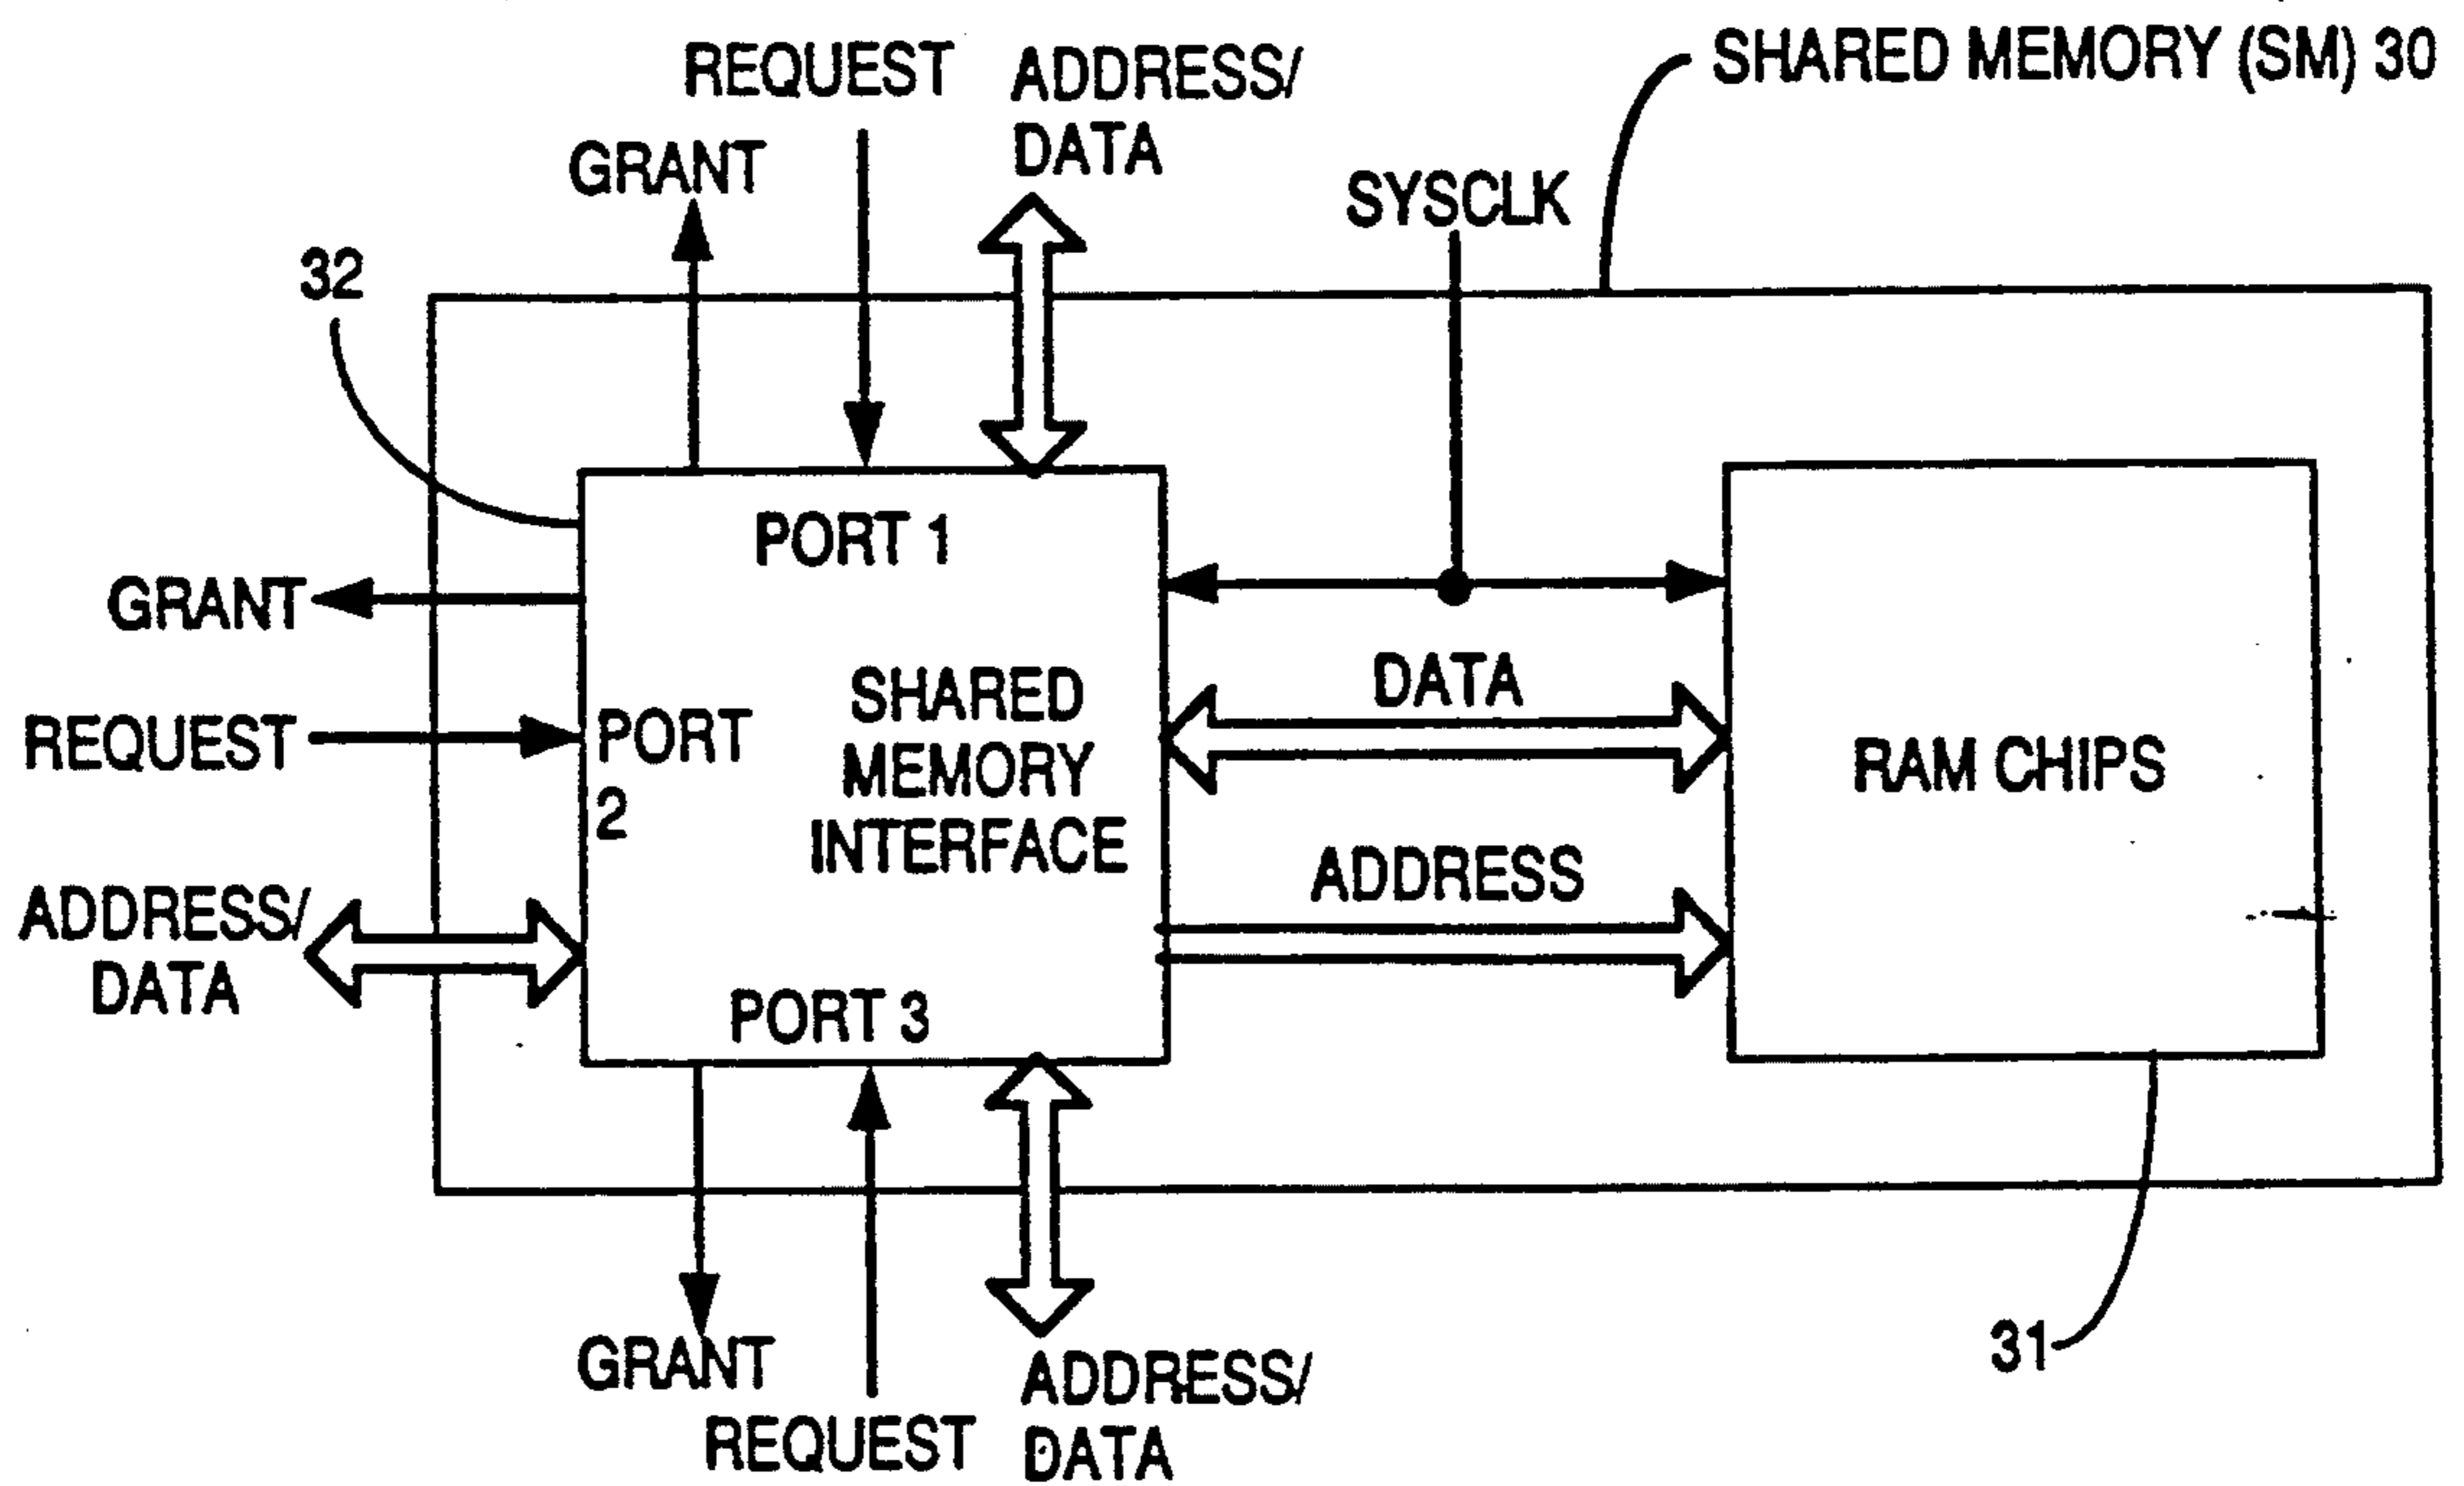 SHARED MEMORY (SM) 30
REQUEST
ADDRESS/
DATA
GRANT
SYSCLK
32
PORT 1
GRANT
REQUEST
PORT
2
ADDRESS/
DATA
SHARED
MEMORY
INTERFACE
DATA
ADDRESS
RAM CHIPS
PORT 3
GRANT
REQUEST
ADDRESS/
DATA
31